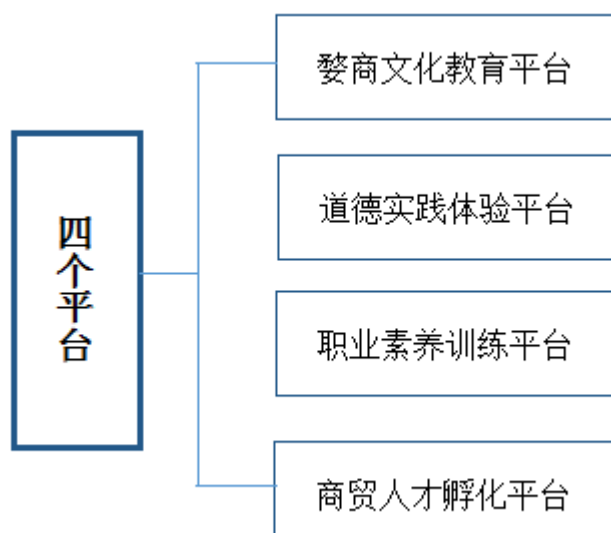 四个平台
婺商文化教育平台
道德实践体验平台
职业素养训练平台
商贸人才孵化平台